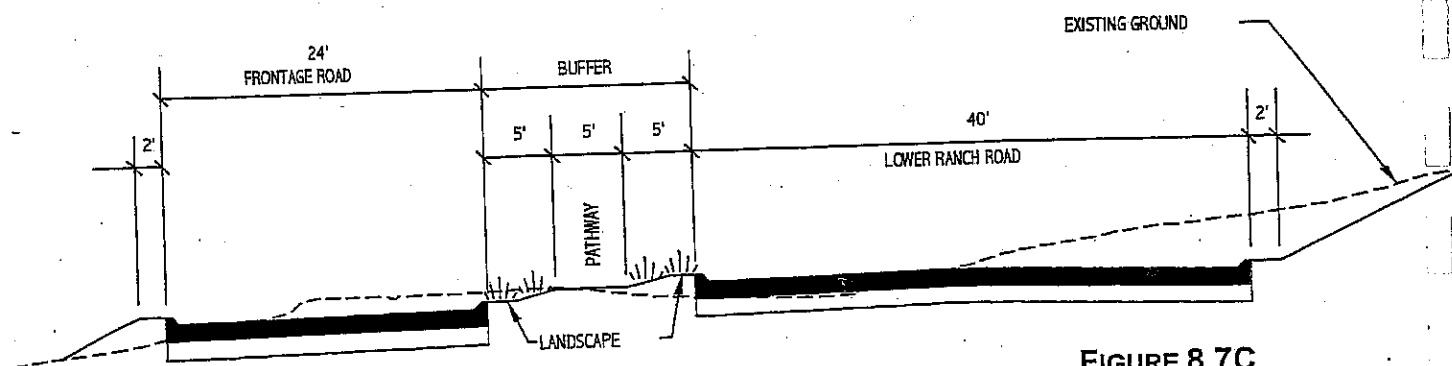 EXISTING GROUND
24'
FRONTAGE ROAD
BUFFER
2'
5'
5'
5'
40'
2'
LOWER RANCH ROAD
PATHWAY
LANDSCAPE
FIGURE 8.7C